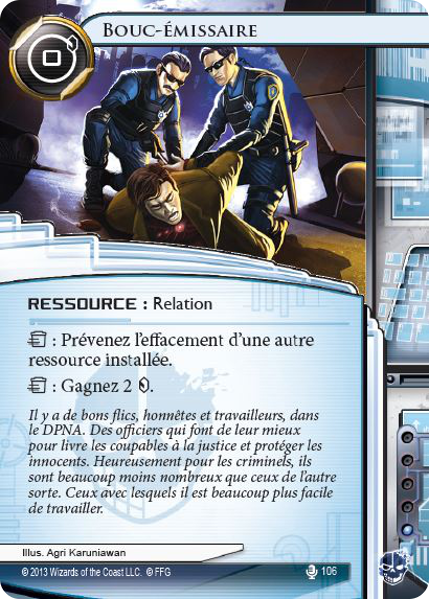 Bouc-émissaire
RESSOURCE : Relation
: Prévenez l'effacement d'une autre
ressource installée.
: Gagnez 2 .
Il y a de bons flics, honnêtes et travailleurs, dans
le DPNA. Des officiers qui font de leur mieux
pour livrer les coupables à la justice et protéger les
innocents. Heureusement pour les criminels, ils
sont beaucoup moins nombreux que ceux de l'autre
sorte. Ceux avec lesquels il est beaucoup plus facile
de travailler.
Illus. Agri Karuniawan
© 2013 Wizards of the Coast LLC. © FFG 106